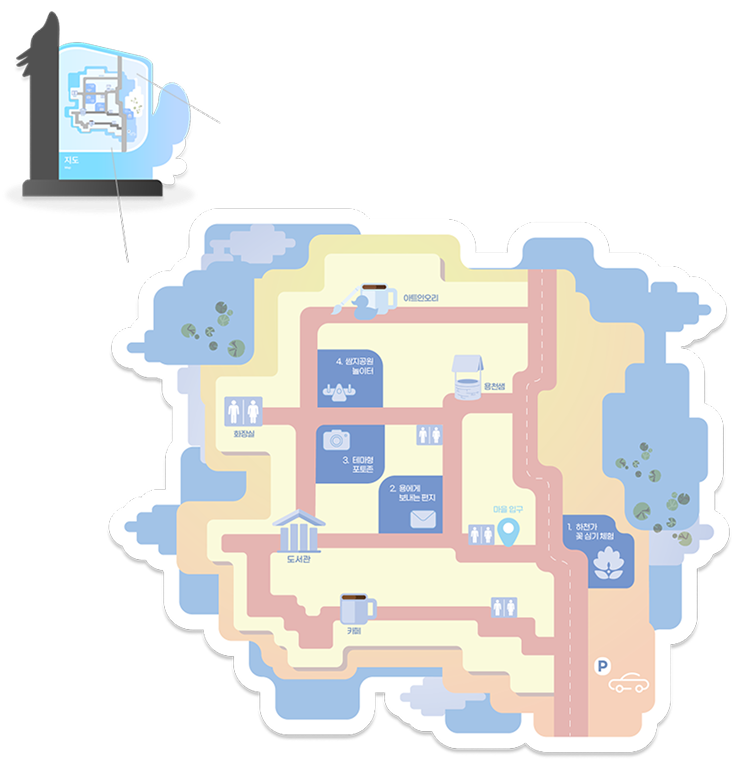 지도
아트인오리
4. 쌈지공원
놀이터
용천샘
화장실
3. 테마형
포토존
2. 용에게
보내는 편지
마을 입구
1. 하천가
꽃 심기 체험
도서관
카페
P